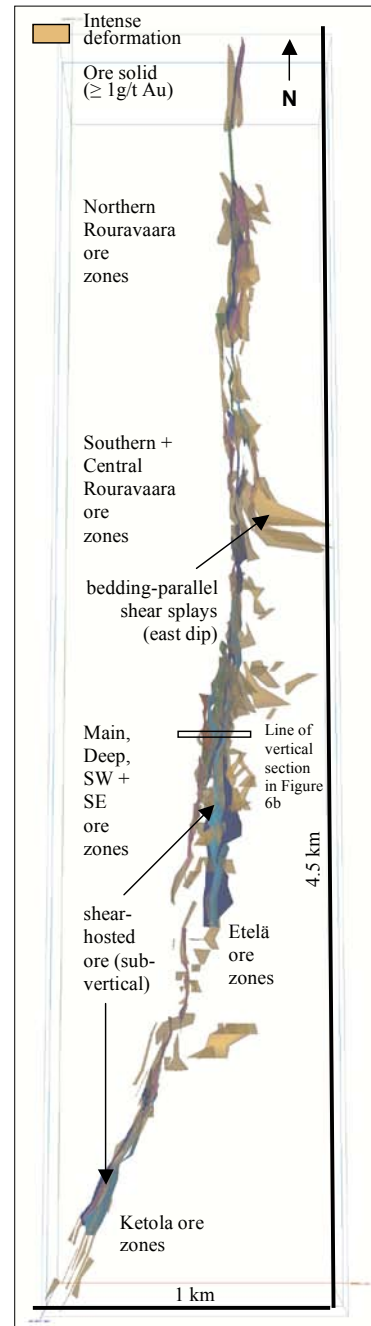 Intense
deformation
Ore solid
(≥ 1g/t Au)
N
Northern
Rouravaara
ore
zones
Southern +
Central
Rouravaara
ore
zones
bedding-parallel
shear splays
(east dip)
Main,
Deep,
SW +
SE
ore
zones
Line of
vertical
section
in Figure
6b
4.5 km
shear-
hosted
ore (sub-
vertical)
Etelä
ore
zones
Ketola ore
zones
1 km